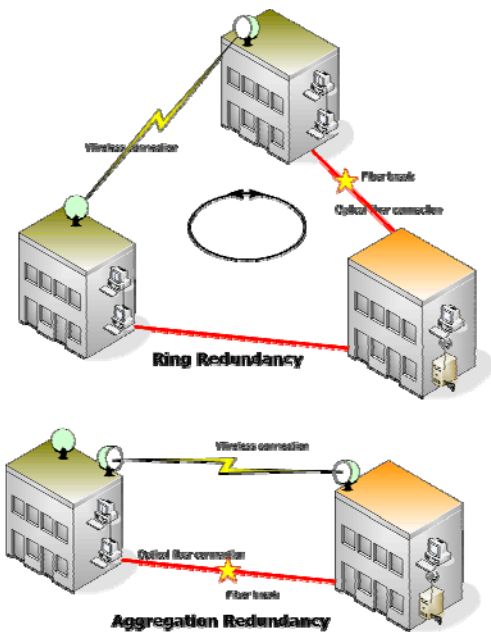 Wireless connection
Fiber break
Optical fiber connection
Ring Redundancy
Wireless connection
Optical fiber connection
Fiber break
Aggregation Redundancy